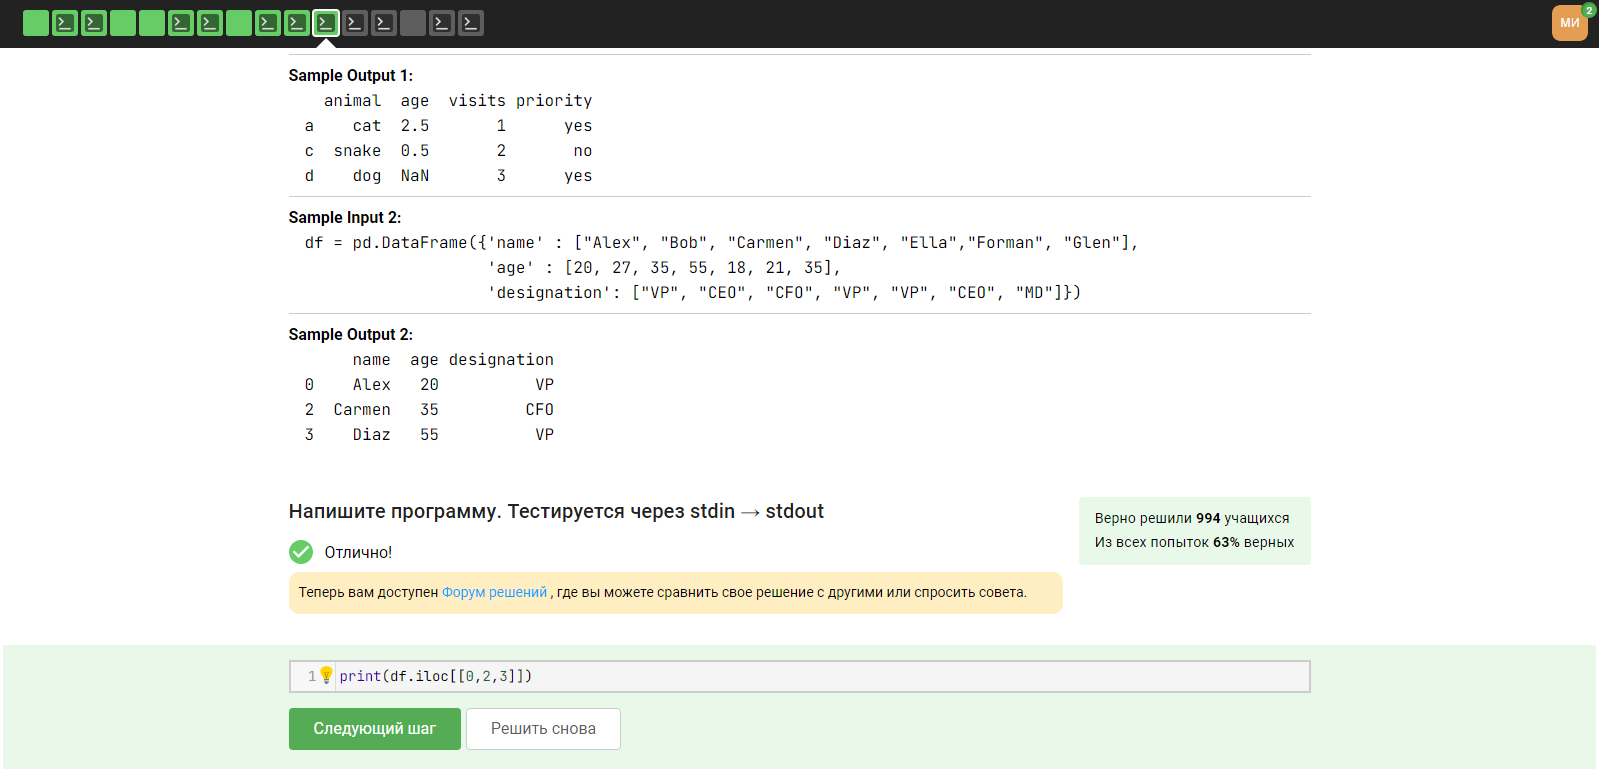 МИ
2
Sample Output 1:
animal age visits priority
a cat 2.5 1 yes
c snake 0.5 2 no
d dog NaN 3 yes
Sample Input 2:
df = pd.DataFrame({'name' : ["Alex", "Bob", "Carmen", "Diaz", "Ella","Forman", "Glen"],
'age' : [20, 27, 35, 55, 18, 21, 35],
'designation': ["VP", "CEO", "CFO", "VP", "VP", "CEO", "MD"]})
Sample Output 2:
name age designation
0 Alex 20 VP
2 Carmen 35 CFO
3 Diaz 55 VP
Напишите программу. Тестируется через stdin → stdout
Верно решили 994 учащихся
Из всех попыток 63% верных
Отлично!
Теперь вам доступен Форум решений , где вы можете сравнить свое решение с другими или спросить совета.
1 print(df.iloc[[0,2,3]])
Следующий шаг
Решить снова